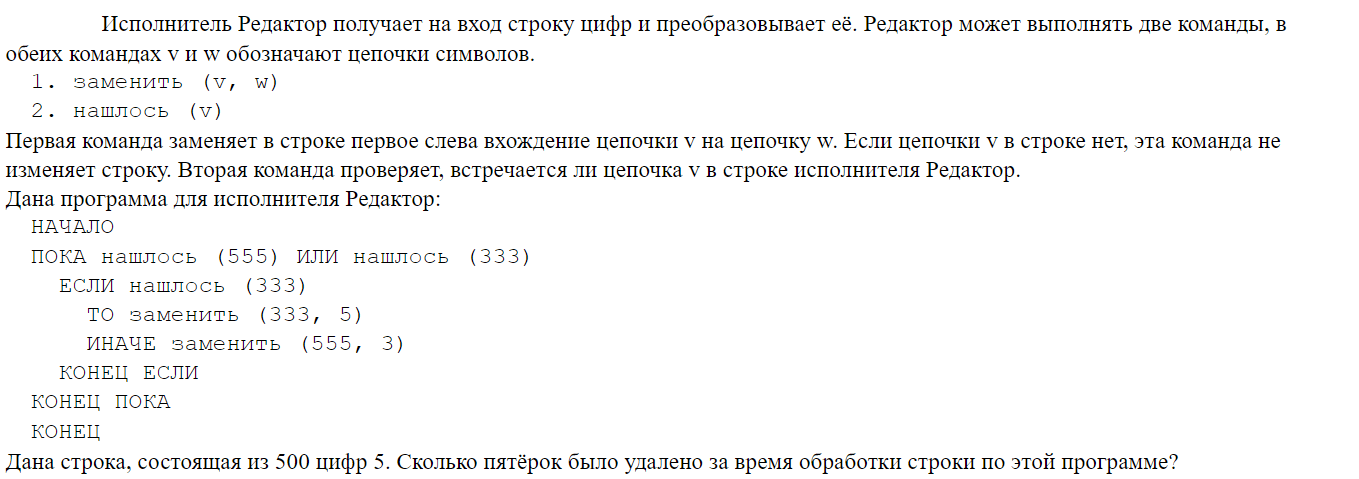 Исполнитель Редактор получает на вход строку цифр и преобразовывает её. Редактор может выполнять две команды, в
обеих командах v и w обозначают цепочки символов.
1. заменить (v, w)
2. нашлось (v)
Первая команда заменяет в строке первое слева вхождение цепочки v на цепочку w. Если цепочки v в строке нет, эта команда не
изменяет строку. Вторая команда проверяет, встречается ли цепочка v в строке исполнителя Редактор.
Дана программа для исполнителя Редактор:
НАЧАЛО
ПОКА нашлось (555) ИЛИ нашлось (333)
ЕСЛИ нашлось (333)
ТО заменить (333, 5)
ИНАЧЕ заменить (555, 3)
КОНЕЦ ЕСЛИ
КОНЕЦ ПОКА
КОНЕЦ
Дана строка, состоящая из 500 цифр 5. Сколько пятёрок было удалено за время обработки строки по этой программе?